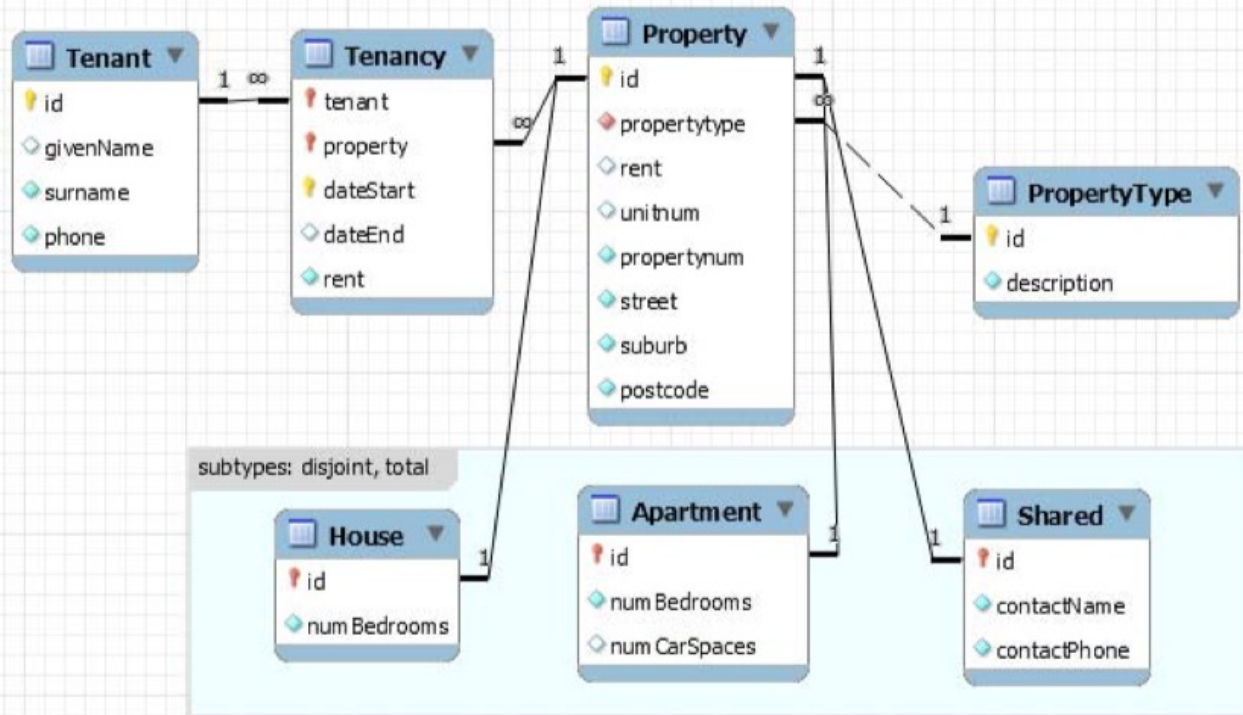 Tenant
id
givenName
surname
phone
1 ∞
Tenancy
tenant
property
dateStart
dateEnd
rent
∞
1
Property
id
propertytype
rent
unitnum
propertynum
street
suburb
postcode
1
∞
1
PropertyType
id
description
subtypes: disjoint, total
House
id
numBedrooms
1
Apartment
id
numBedrooms
numCarSpaces
1
Shared
id
contactName
contactPhone
1